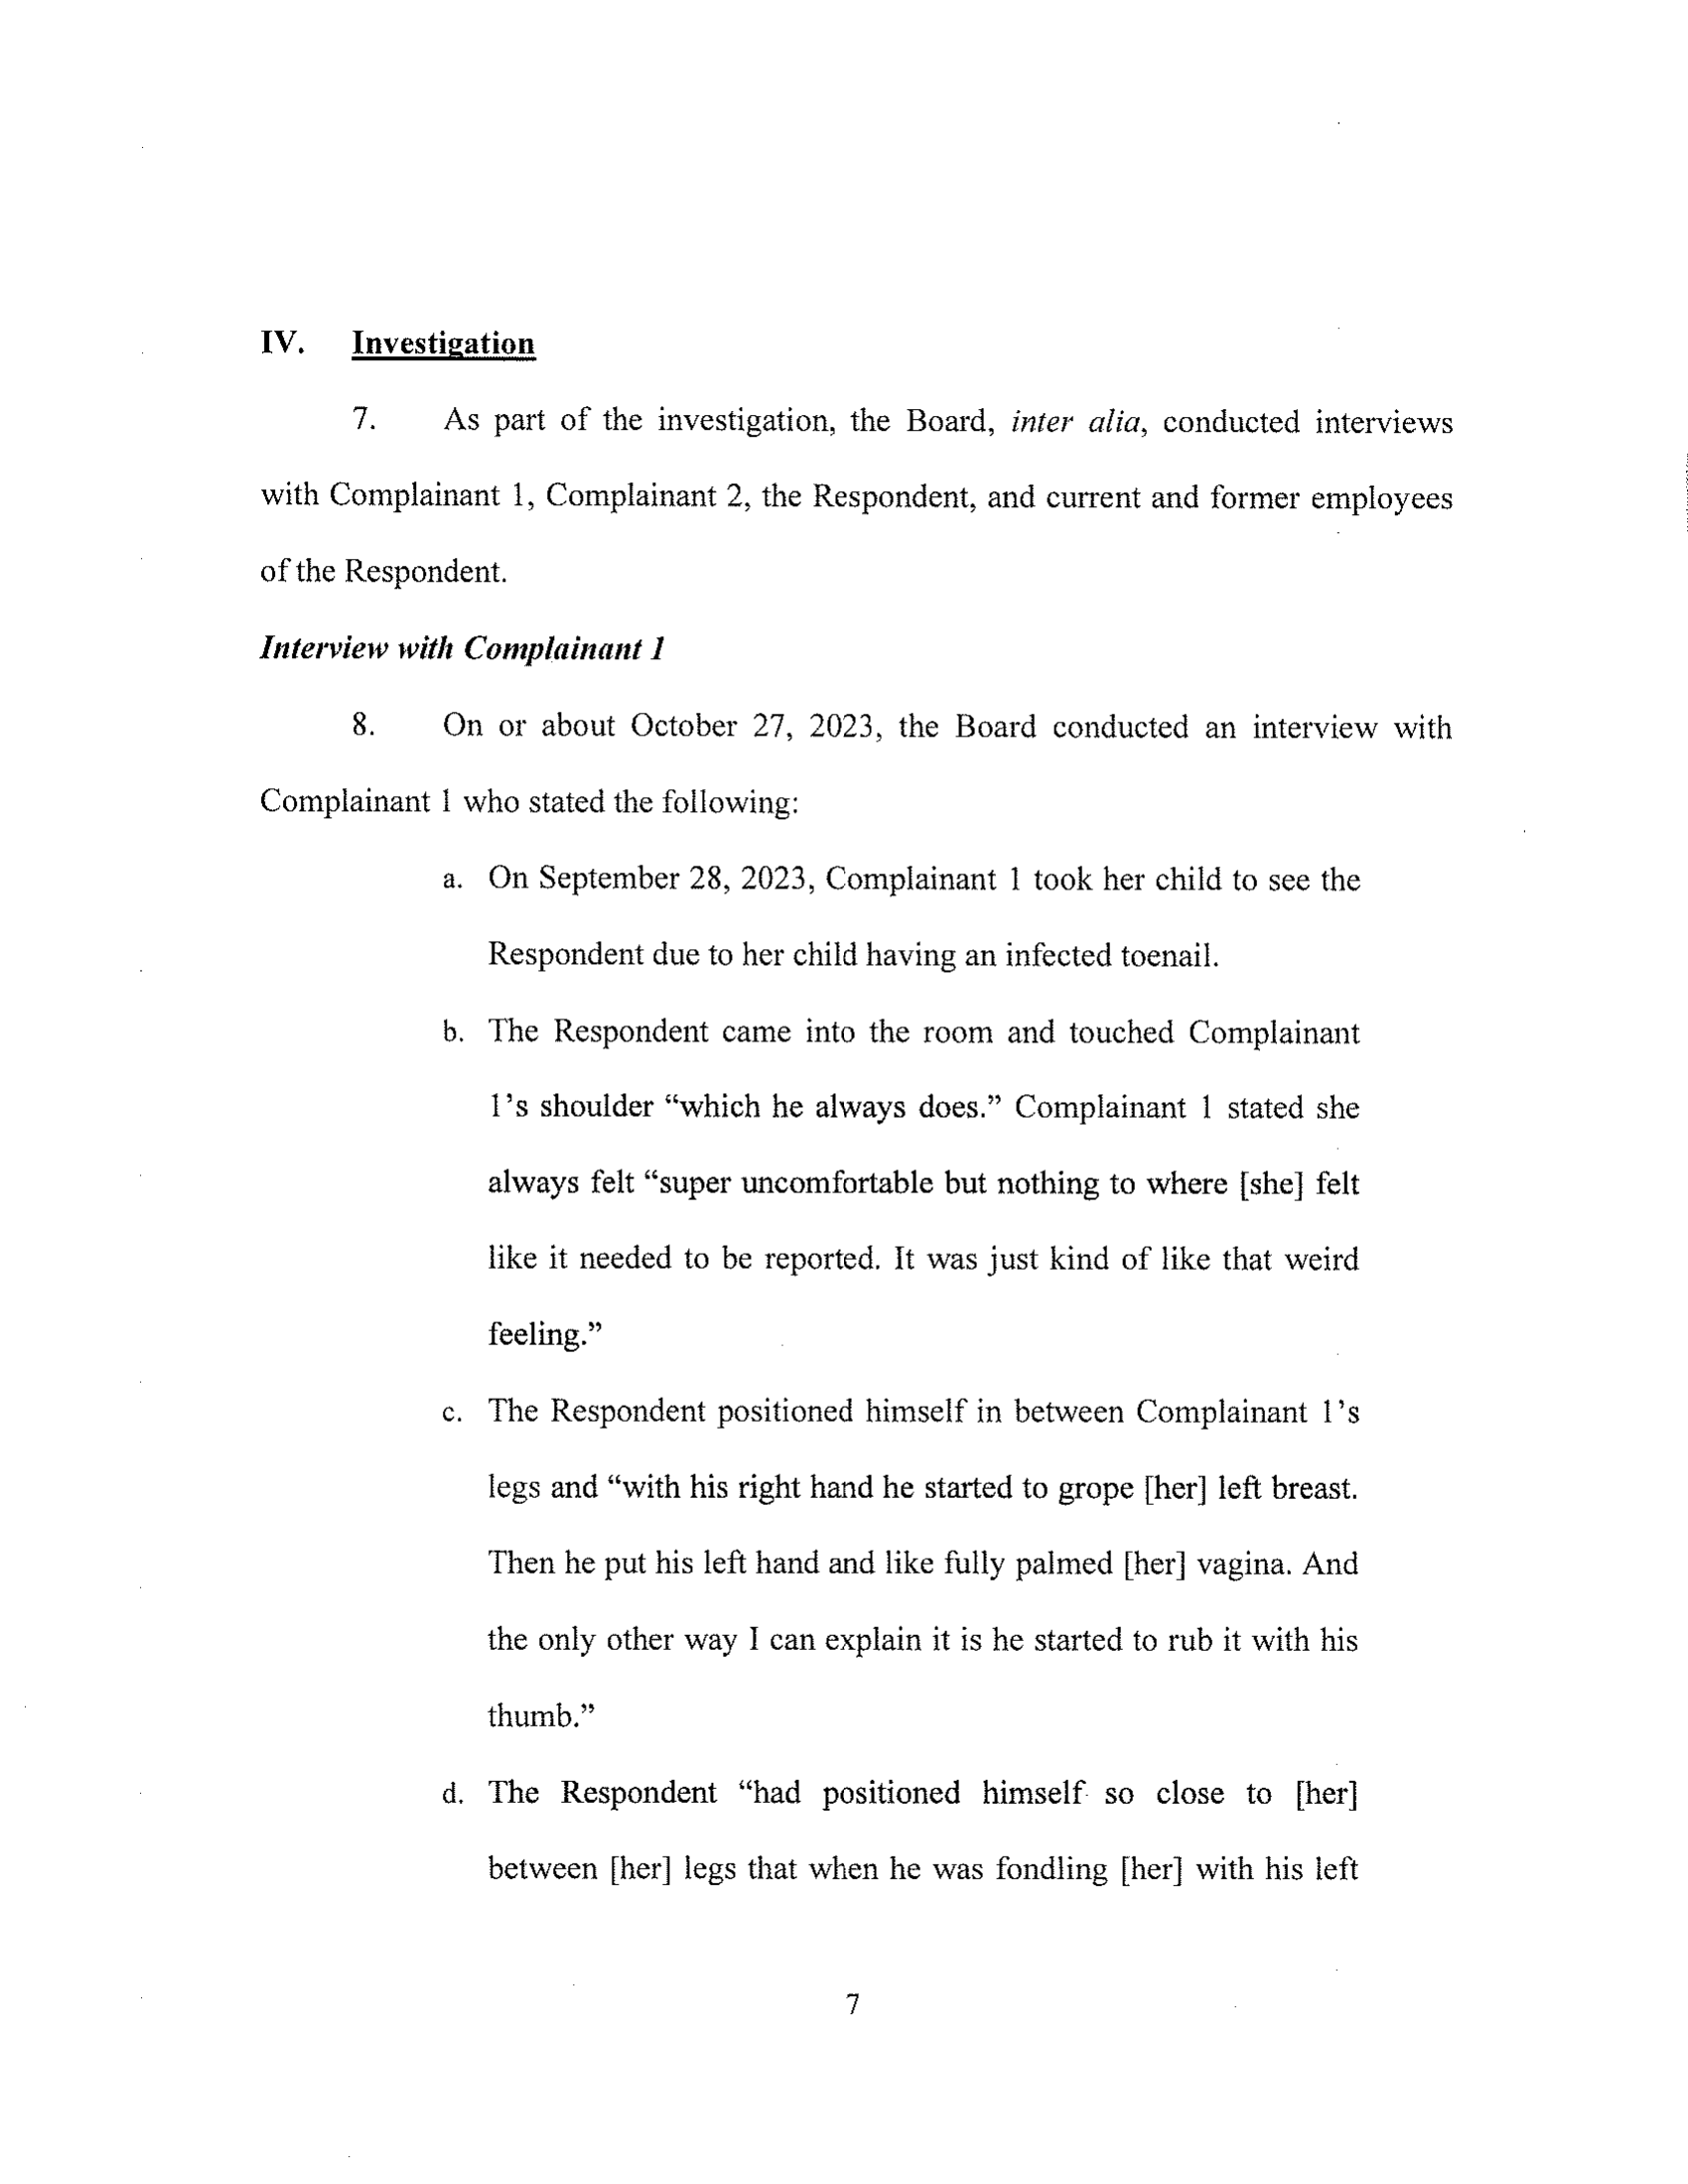 IV. Investigation
7. As part of the investigation, the Board, inter alia, conducted interviews
with Complainant 1, Complainant 2, the Respondent, and current and former employees
of the Respondent.
Interview with Complainant 1
8. On or about October 27, 2023, the Board conducted an interview with
Complainant 1 who stated the following:
a. On September 28, 2023, Complainant 1 took her child to see the
Respondent due to her child having an infected toenail.
b. The Respondent came into the room and touched Complainant
1’s shoulder “which he always does.” Complainant 1 stated she
always felt “super uncomfortable but nothing to where [she] felt
like it needed to be reported. It was just kind of like that weird
feeling.”
c. The Respondent positioned himself in between Complainant 1’s
legs and “with his right hand he started to grope [her] left breast.
Then he put his left hand and like fully palmed [her] vagina. And
the only other way I can explain it is he started to rub it with his
thumb.”
d. The Respondent “had positioned himself so close to [her]
between [her] legs that when he was fondling [her] with his left
7